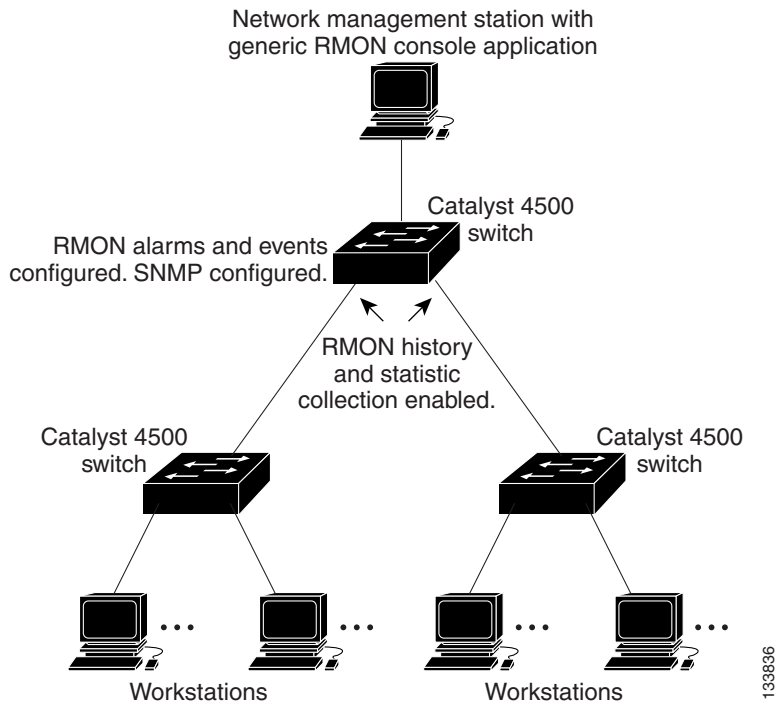 Network management station with
generic RMON console application
Catalyst 4500
switch
RMON alarms and events
configured. SNMP configured.
RMON history
and statistic
collection enabled.
Catalyst 4500
switch
Catalyst 4500
switch
Workstations
Workstations
133836